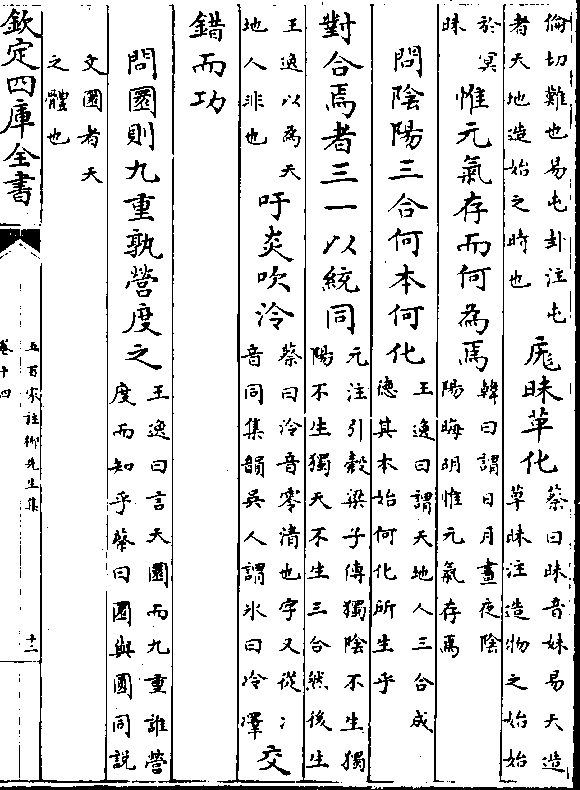 倫切難也易屯卦注屯
者天地造始之時也
厖昧革化
蔡曰昧音妹易天造
草昧注造物之始始
於冥
昧
惟元氣存而何為焉
韓曰謂日月晝夜陰
陽晦明惟元氣存焉
問陰陽三合何本何化
王逸曰謂天地人三合成
德其本始何化所生乎
對合焉者三一以統同
元注引穀梁子傳獨陰不生獨
陽不生獨天不生三合然後生
王逸以為天
地人非也
吁炎吹泠
蔡曰泠音零清也字又從冫
音同集韻吳人謂冰曰冷凙
交
錯而功
問圜則九重孰營度之
王逸曰言天圜而九重誰營
度而知乎蔡曰圜與圓同說
文圜者天
之體也
欽定四庫全書
五百家註柳先生集
卷十四
十二